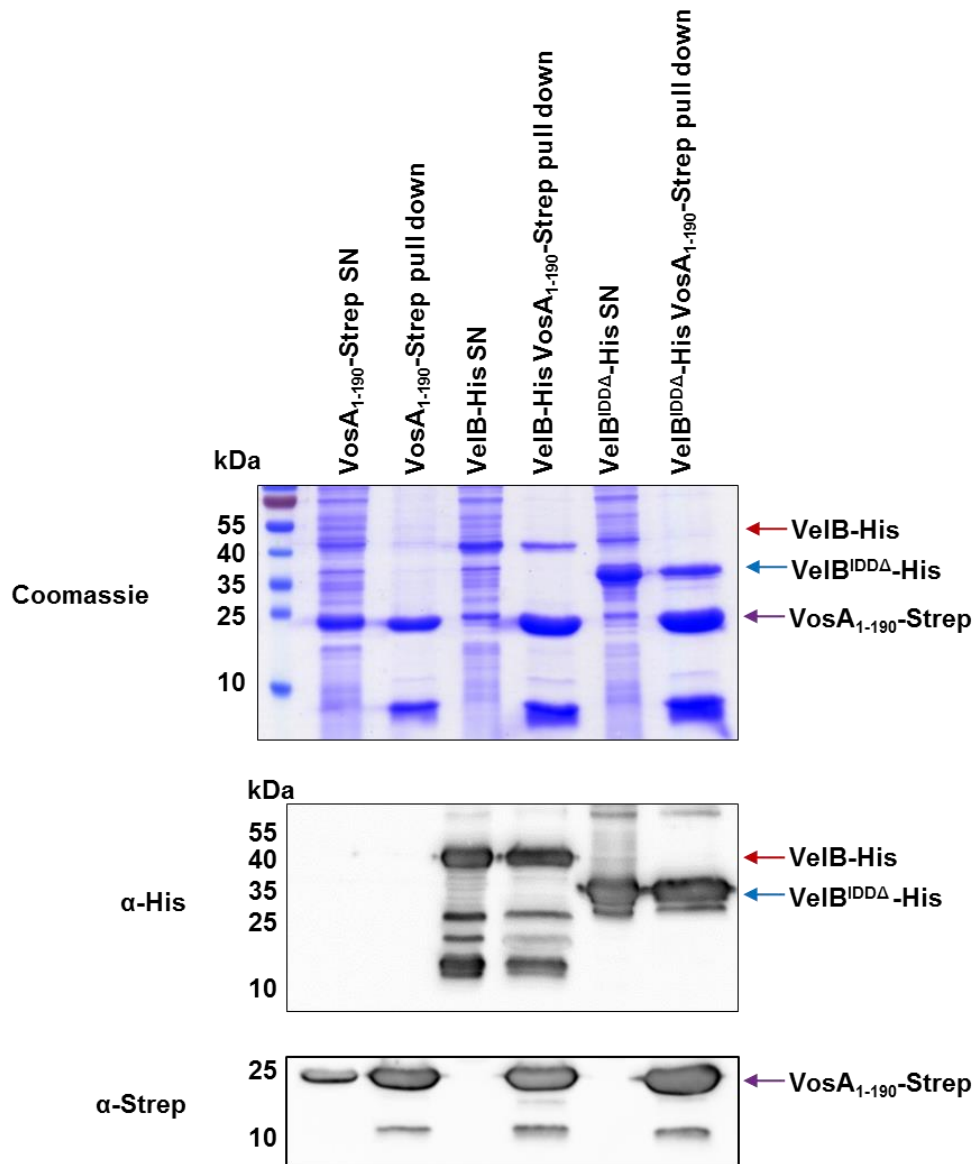 VosA1-190-Strep SN
VosA1-190-Strep pull down
VelB-His SN
VelB-His VosA1-190-Strep pull down
VelBIDDΔ-His SN
VelBIDDΔ-His VosA1-190-Strep pull down
kDa
55
40
35
25
10
Coomassie
VelB-His
VelBIDDΔ-His
VosA1-190-Strep
kDa
55
40
35
25
10
α-His
VelB-His
VelBIDDΔ-His
25
10
α-Strep
VosA1-190-Strep